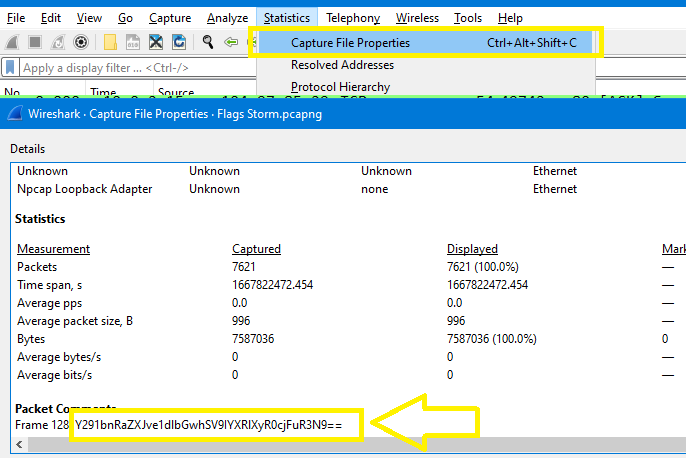 File Edit View Go Capture Analyze Statistics Telephony Wireless Tools Help
Capture File Properties Ctrl+Alt+Shift+C
Apply a display filter ... <Ctrl-/>
Resolved Addresses
No. Time Source
Protocol Hierarchy
Wireshark · Capture File Properties · Flags Storm.pcapng
Details
Unknown Unknown Unknown Ethernet
Npcap Loopback Adapter Unknown none Ethernet
Statistics
Measurement Captured Displayed Mark
Packets 7621 7621 (100.0%) —
Time span, s 1667822472.454 1667822472.454 —
Average pps 0.0 0.0 —
Average packet size, B 996 996 —
Bytes 7587036 7587036 (100.0%) 0
Average bytes/s 0 0 —
Average bits/s 0 0 —
Packet Comments
Frame 128 Y291bnRaZXJve1dIbGwhSV9IYXRlXyR0cjFuR3N9==